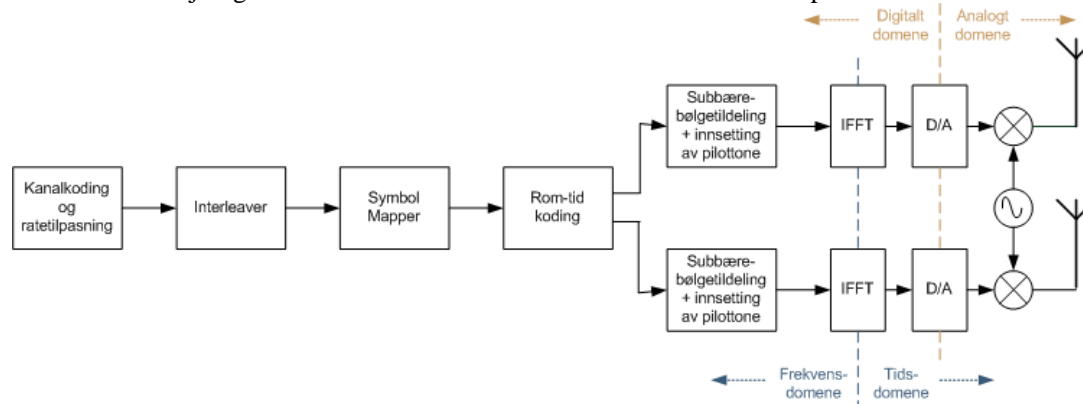 Digitalt
domene
Analogt
domene
Subbære-
bølgetildeling
+ innsetting
av pilottone
IFFT
D/A
Kanalkoding
og
ratetilpasning
Interleaver
Symbol
Mapper
Rom-tid
koding
Subbære-
bølgetildeling
+ innsetting
av pilottone
IFFT
D/A
Frekvens-
domene
Tids-
domene